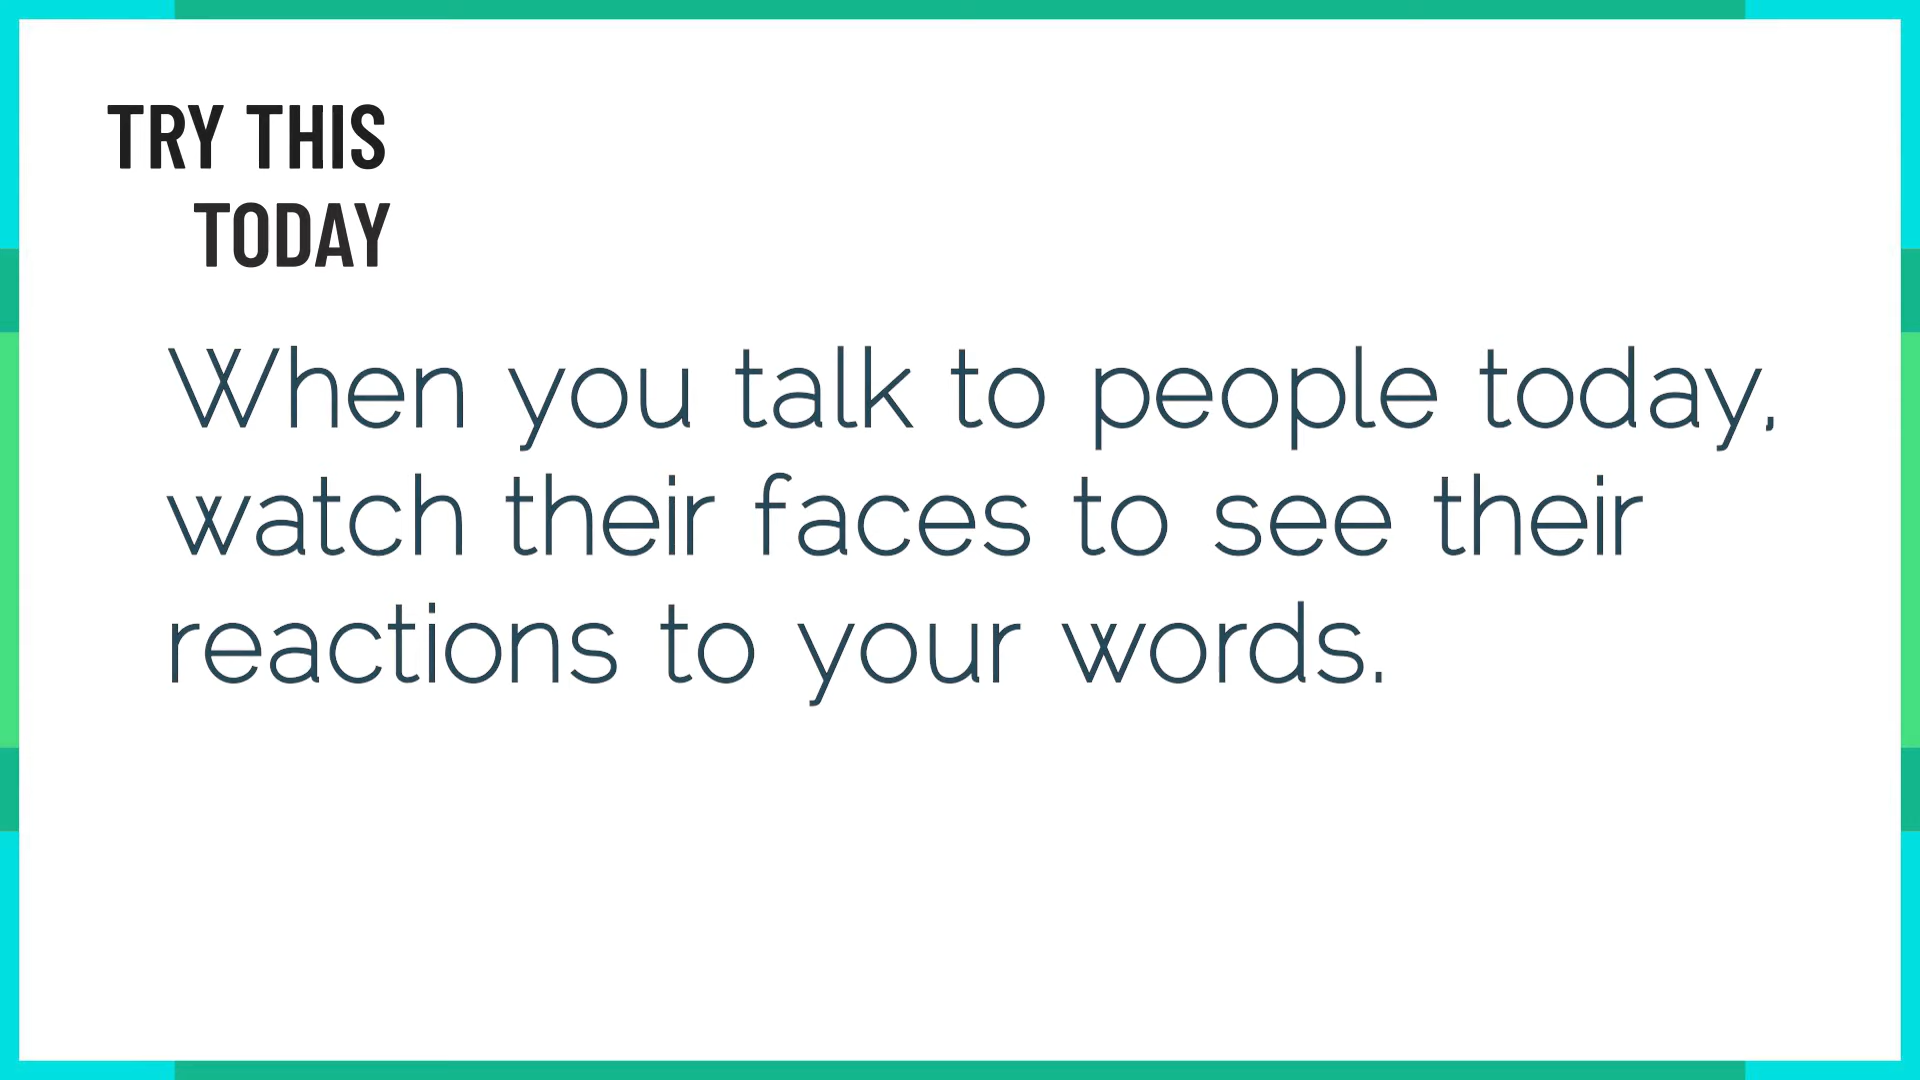 TRY THIS
TODAY
When you talk to people today,
watch their faces to see their
reactions to your words.